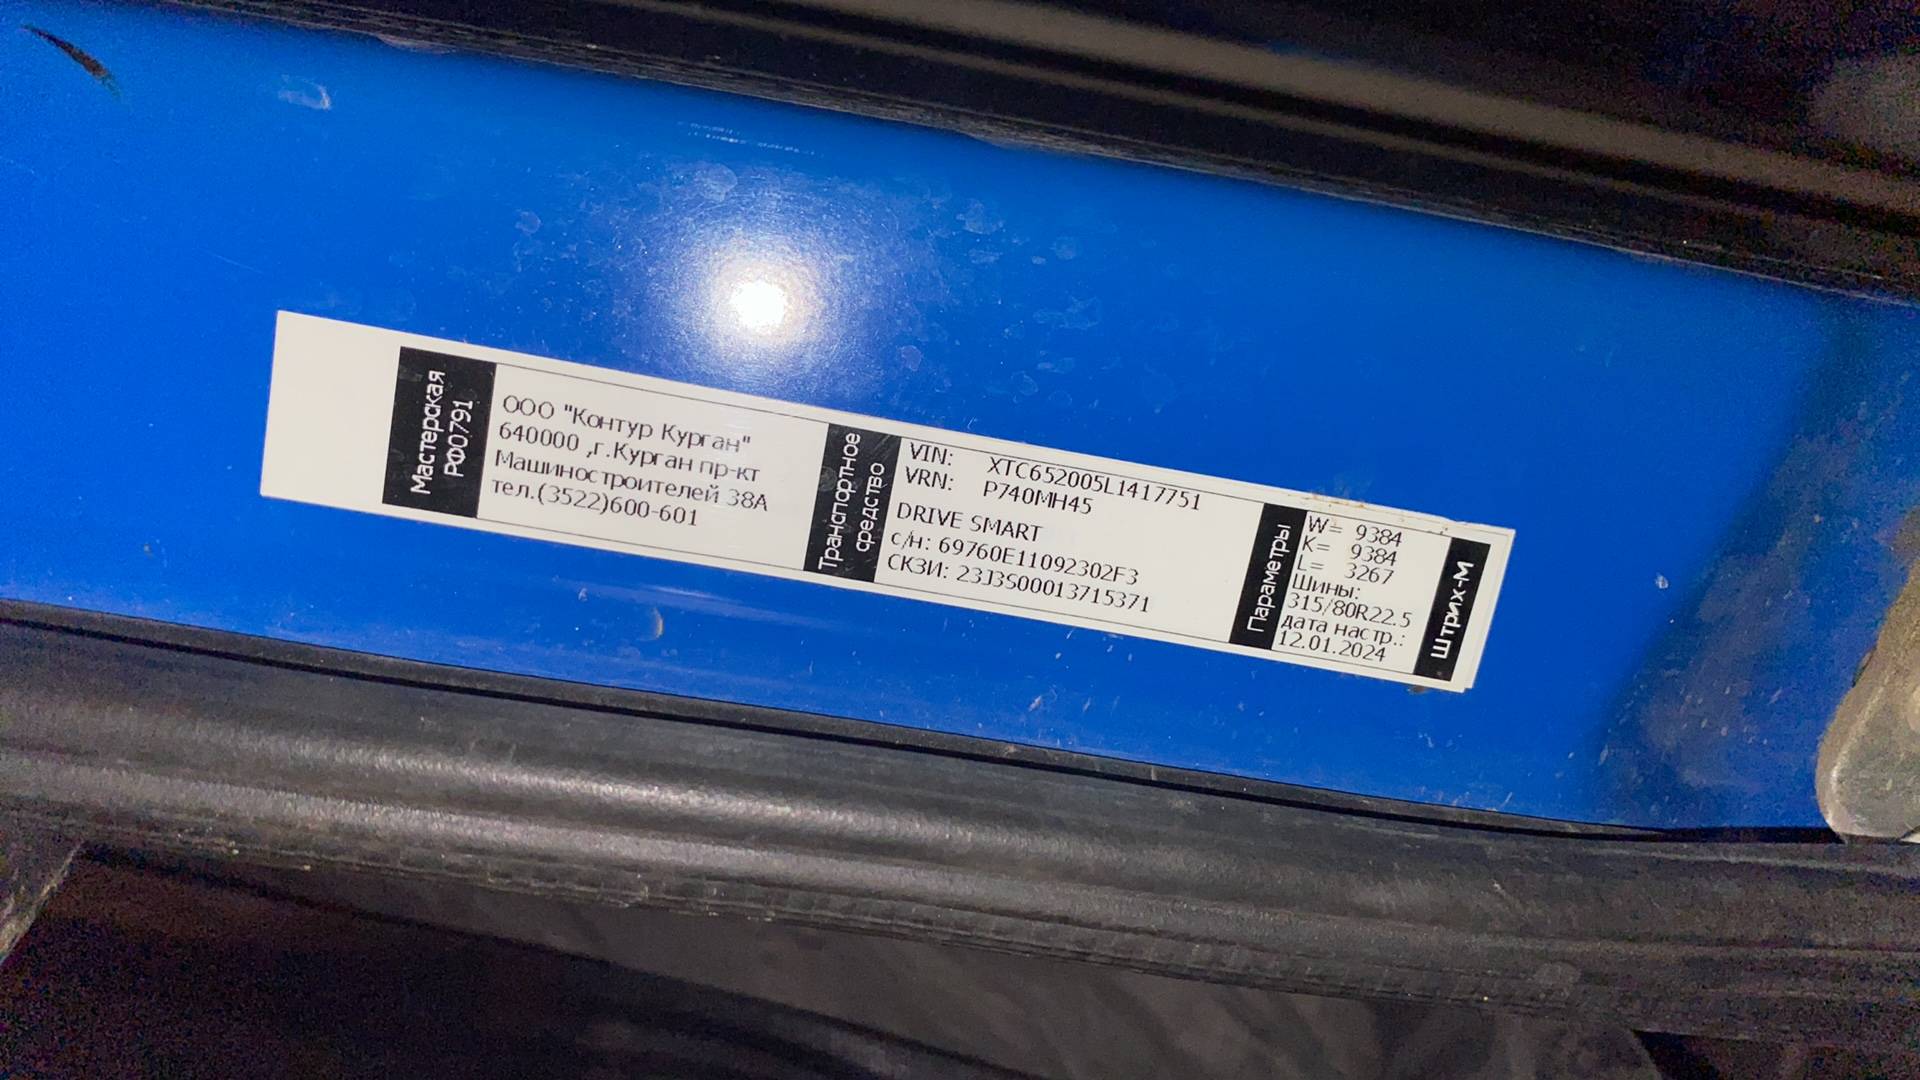 Мастерская
РФ0791
ООО "Контур Курган"
640000 ,г.Курган пр-кт
Машиностроителей 38А
тел.(3522)600-601
Транспортное
средство
VIN: XTC652005L1417751
VRN: P740MH45
DRIVE SMART
с/н: 69760E11092302F3
СКЗИ: 23J3S00013715371
Параметры
W= 9384
K= 9384
L= 3267
Шины:
315/80R22.5
дата настр.:
12.01.2024
Штрих-М